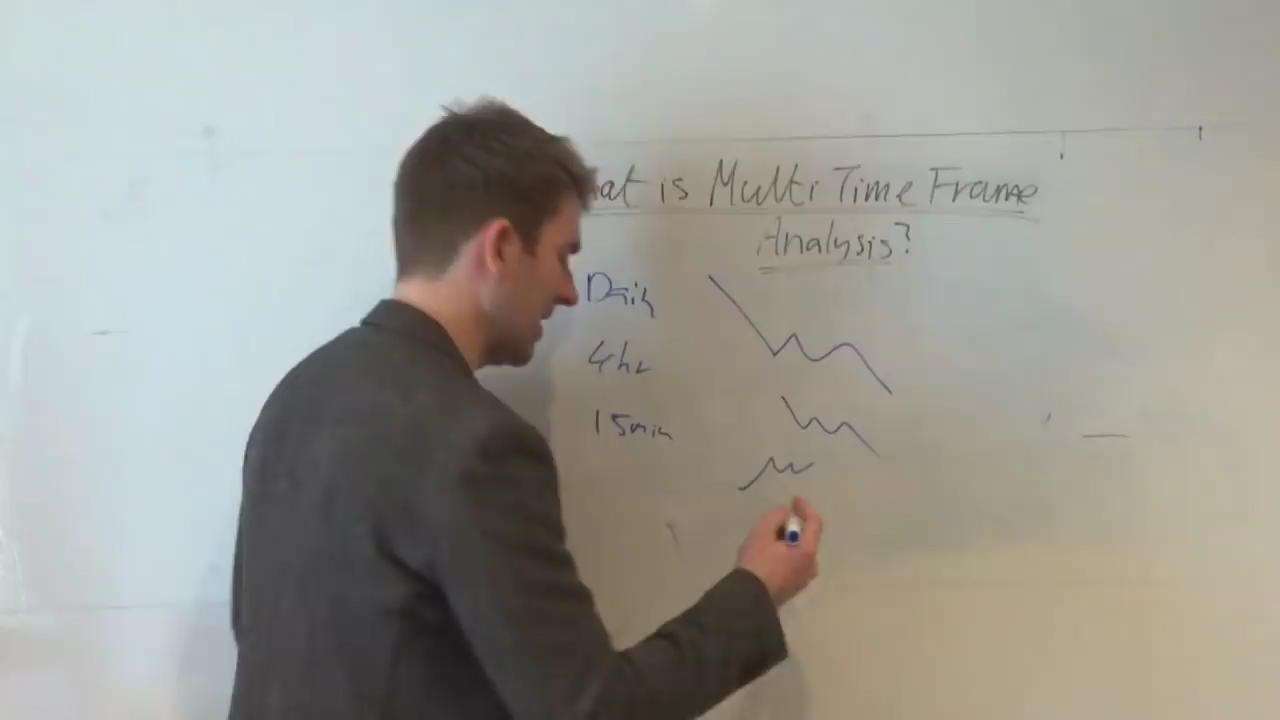 at is Multi Time Frame
Analysis?
Daily
4hr
15min